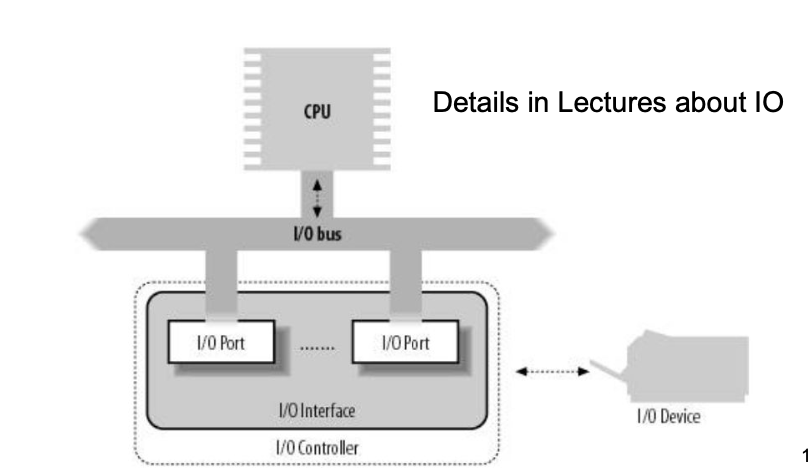 Details in Lectures about IO
CPU
I/O bus
I/O Port ....... I/O Port
I/O Interface
I/O Device
I/O Controller
1